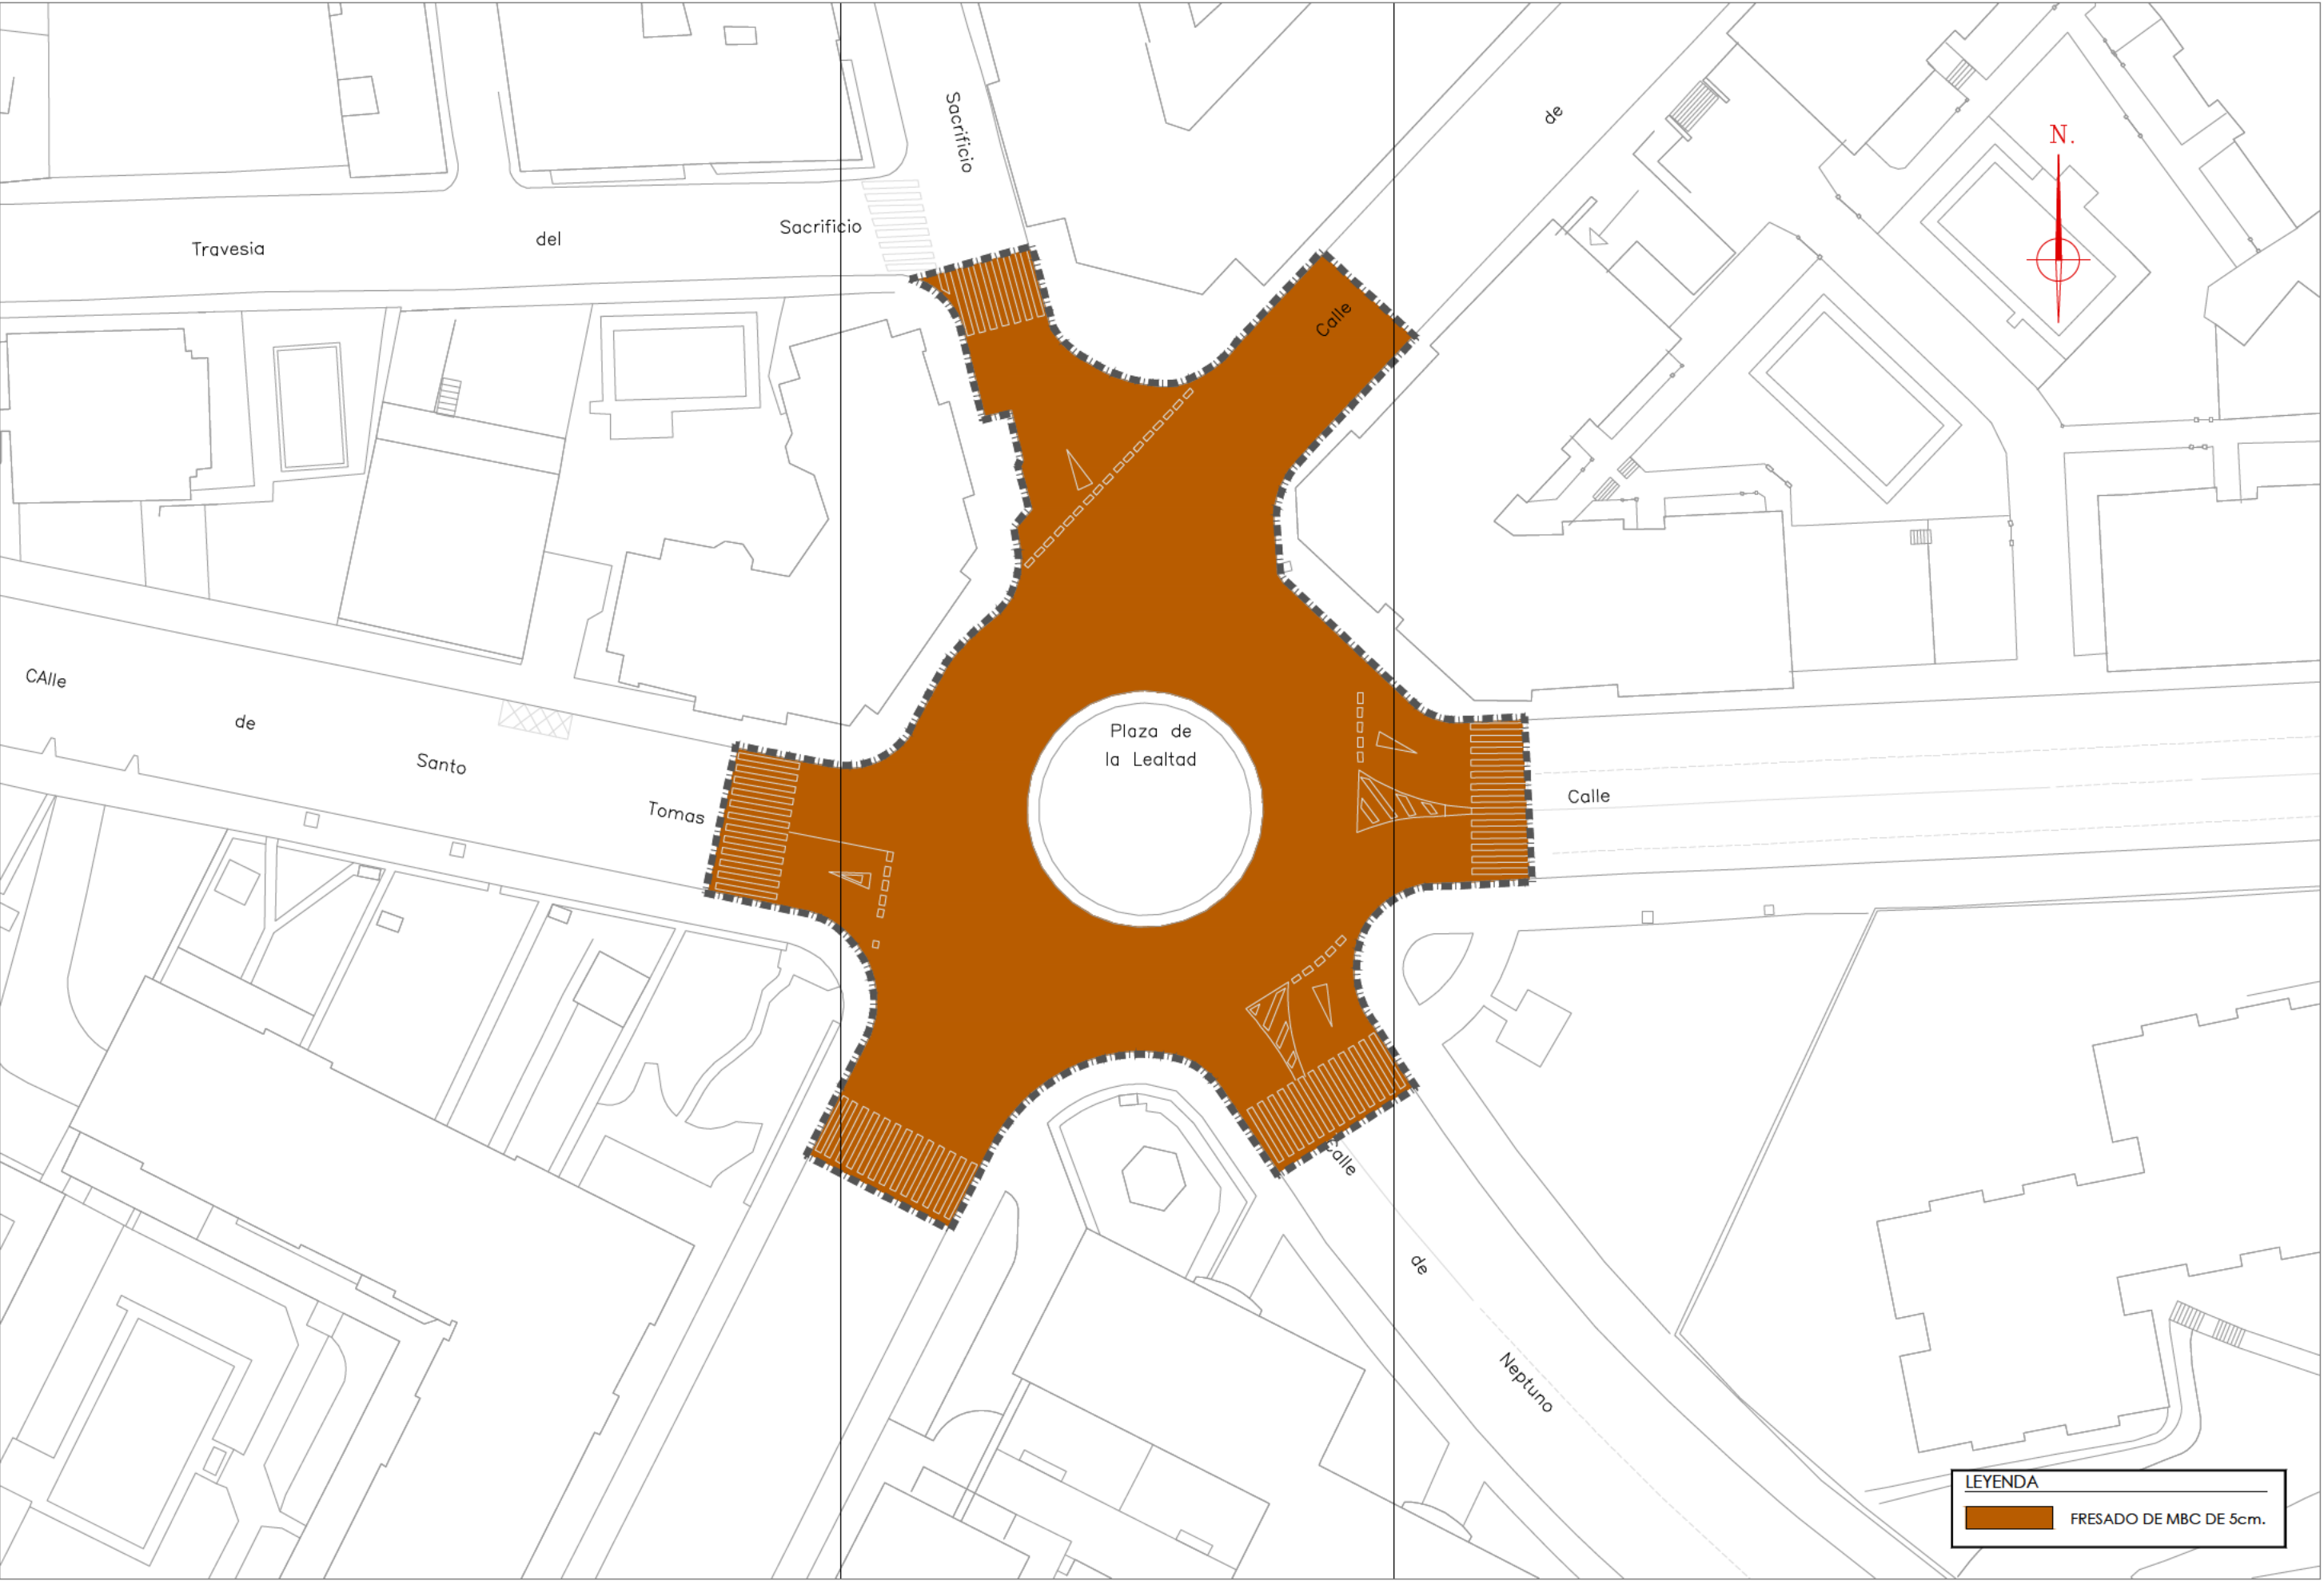 Sacrificio
de
N.
Travesia
del
Sacrificio
Calle
CAlle
de
Santo
Tomas
Plaza de
la Lealtad
Calle
Calle
de
Neptuno
LEYENDA
FRESADO DE MBC DE 5cm.